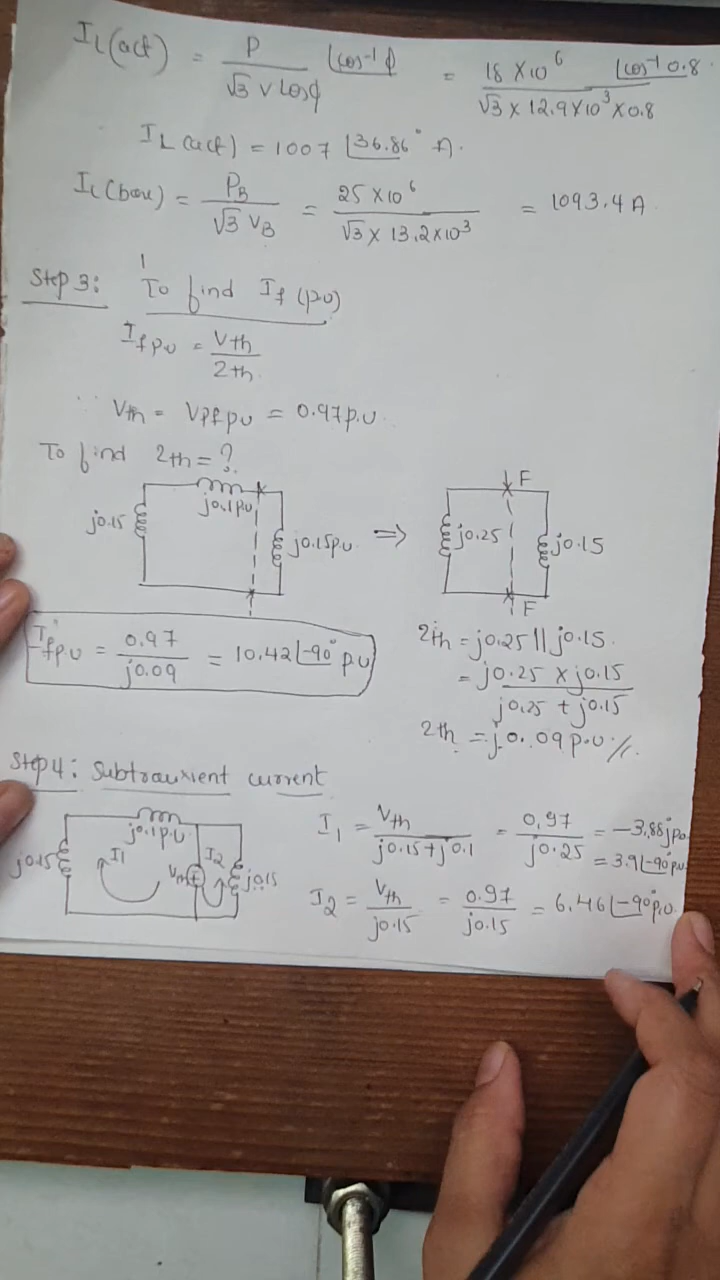 IL(act) = P / √3 V cosϕ ∠cos⁻¹ϕ = 18 × 10⁶ / √3 × 12.9 × 10³ × 0.8 ∠cos⁻¹ 0.8
IL(act) = 1007 ∠36.86° A.
IL(base) = PB / √3 VB = 25 × 10⁶ / √3 × 13.2 × 10³ = 1093.4 A
Step 3: To find If (pu)
If pu = Vth / Zth
∵ Vth = Vpf pu = 0.97 p.u.
To find Zth = ?
j0.15 j0.1pu j0.15p.u. ⇒ F j0.25 j0.15 F
If p.u = 0.97 / j0.09 = 10.42 ∠-90° pu
Zth = j0.25 || j0.15.
= j0.25 × j0.15 / j0.25 + j0.15
Zth = j0.09 p.u //.
Step 4: Subtransient current
j0.15 j0.1p.u. I1 Vth I2 j0.15
I1 = Vth / j0.15 + j0.1 = 0.97 / j0.25 = -3.88j pu
= 3.9 ∠-90° pu.
I2 = Vth / j0.15 = 0.97 / j0.15 = 6.46 ∠-90° p.u.